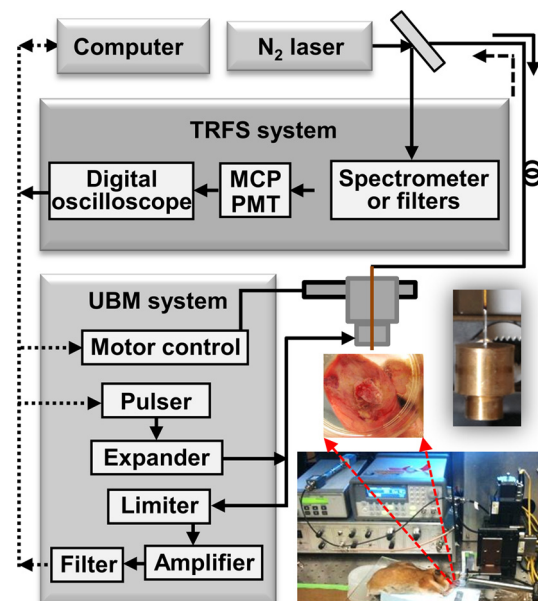 Computer
N₂ laser
TRFS system
Digital
oscilloscope
MCP
PMT
Spectrometer
or filters
UBM system
Motor control
Pulser
Expander
Limiter
Filter
Amplifier